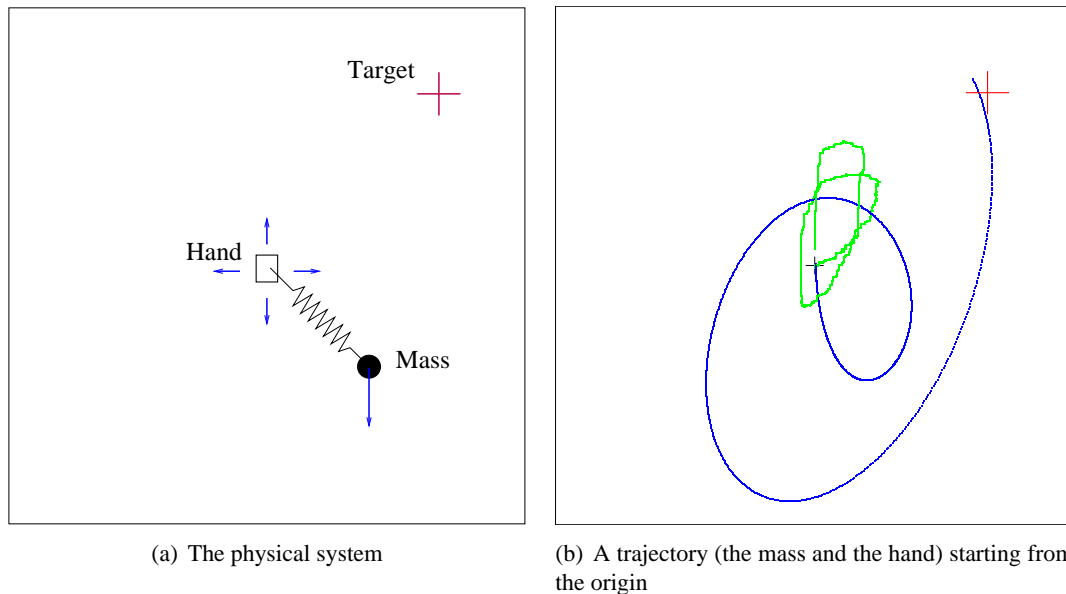 Target
Hand
Mass
(a) The physical system
(b) A trajectory (the mass and the hand) starting from
the origin